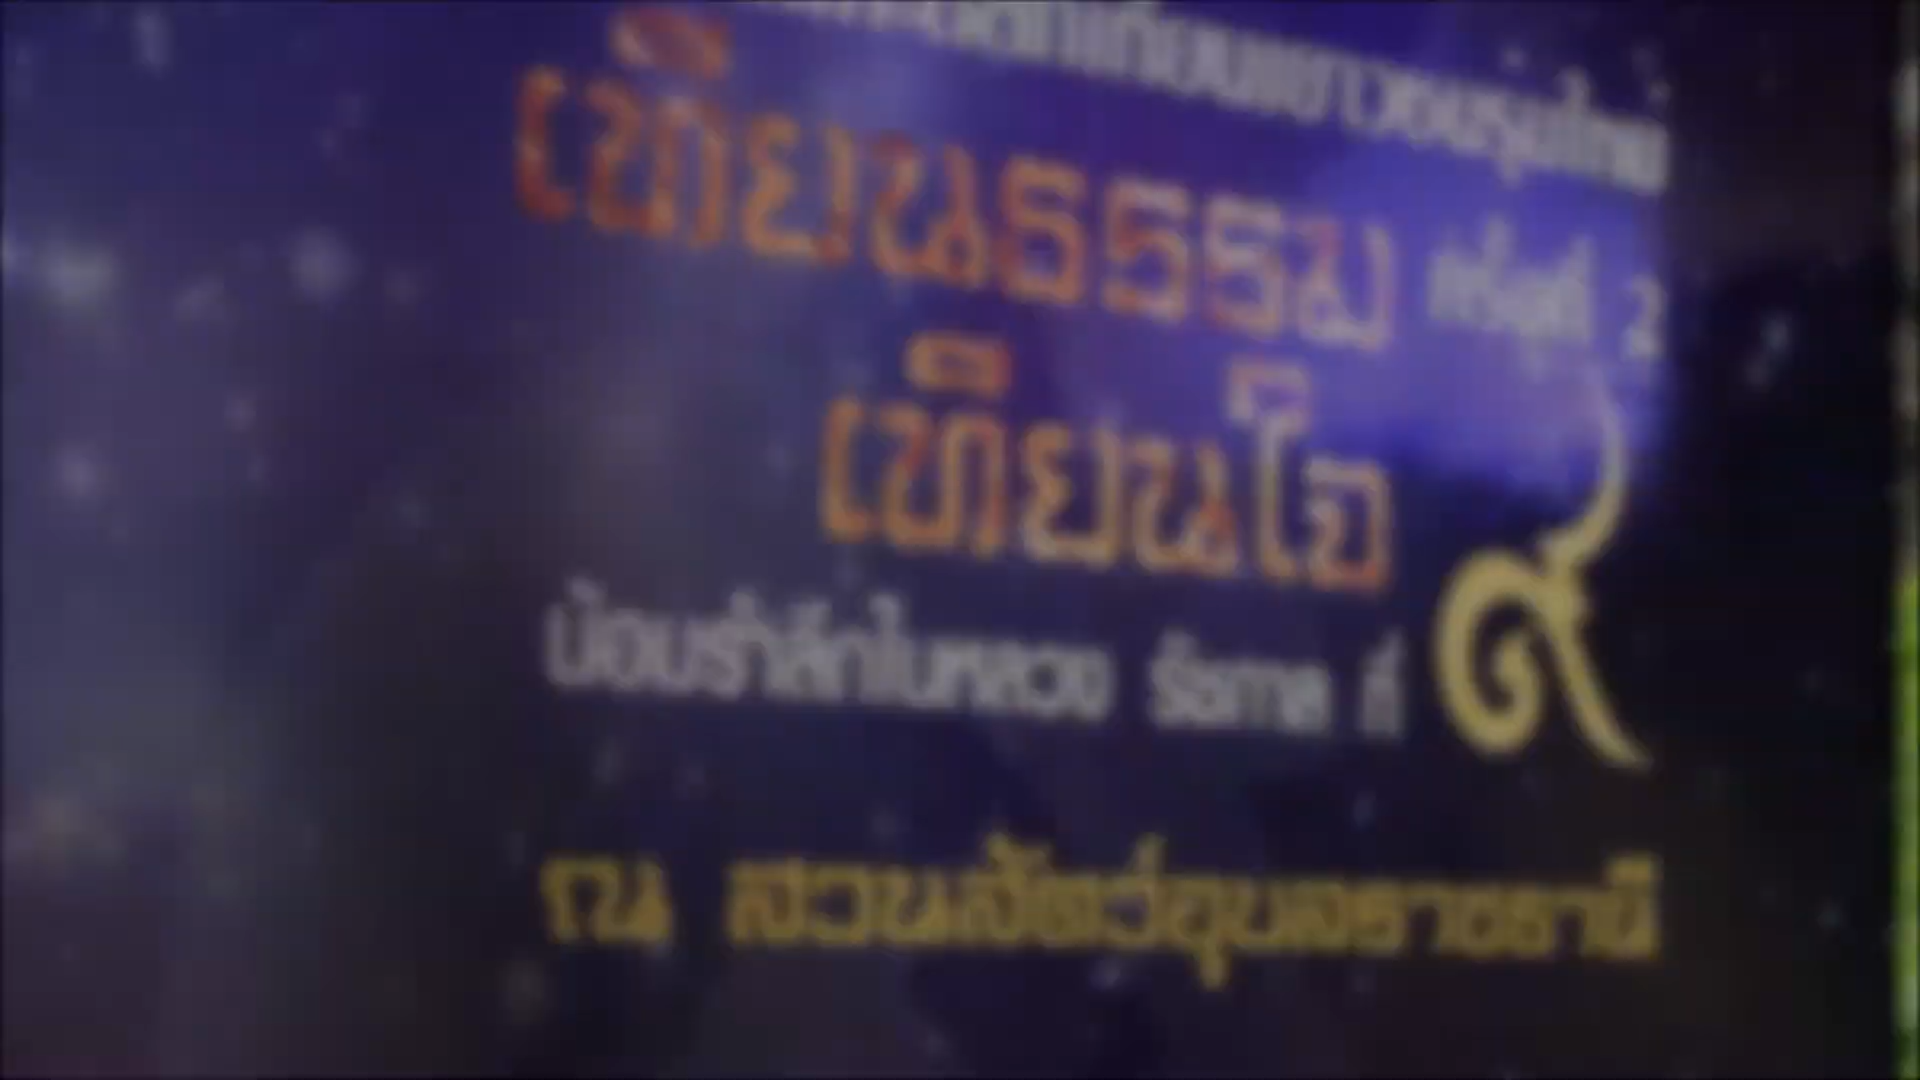 เทียนธรรม ครั้งที่ 2
เทียนใจ
น้อมรำลึกในหลวง รัชกาล ที่ ๙
ณ สวนสัตว์อุบลราชธานี